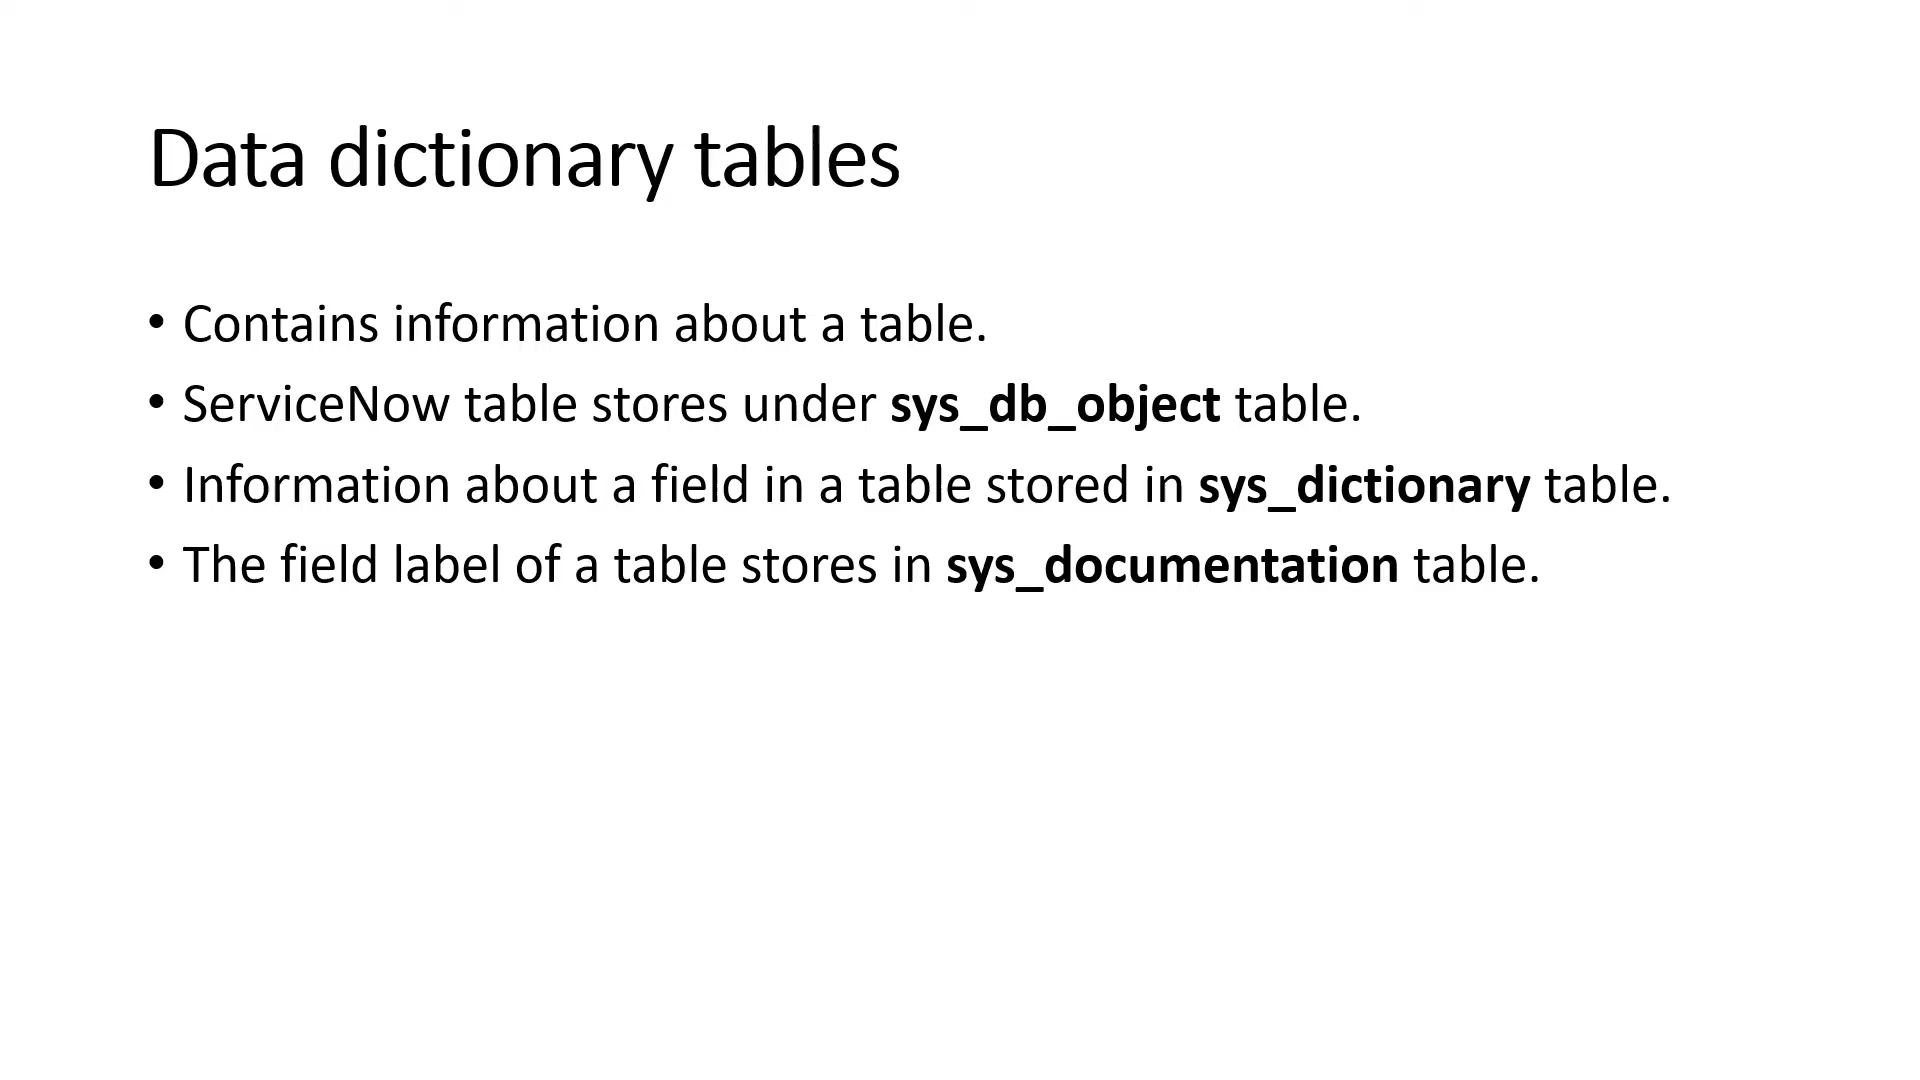 Data dictionary tables
• Contains information about a table.
• ServiceNow table stores under sys_db_object table.
• Information about a field in a table stored in sys_dictionary table.
• The field label of a table stores in sys_documentation table.